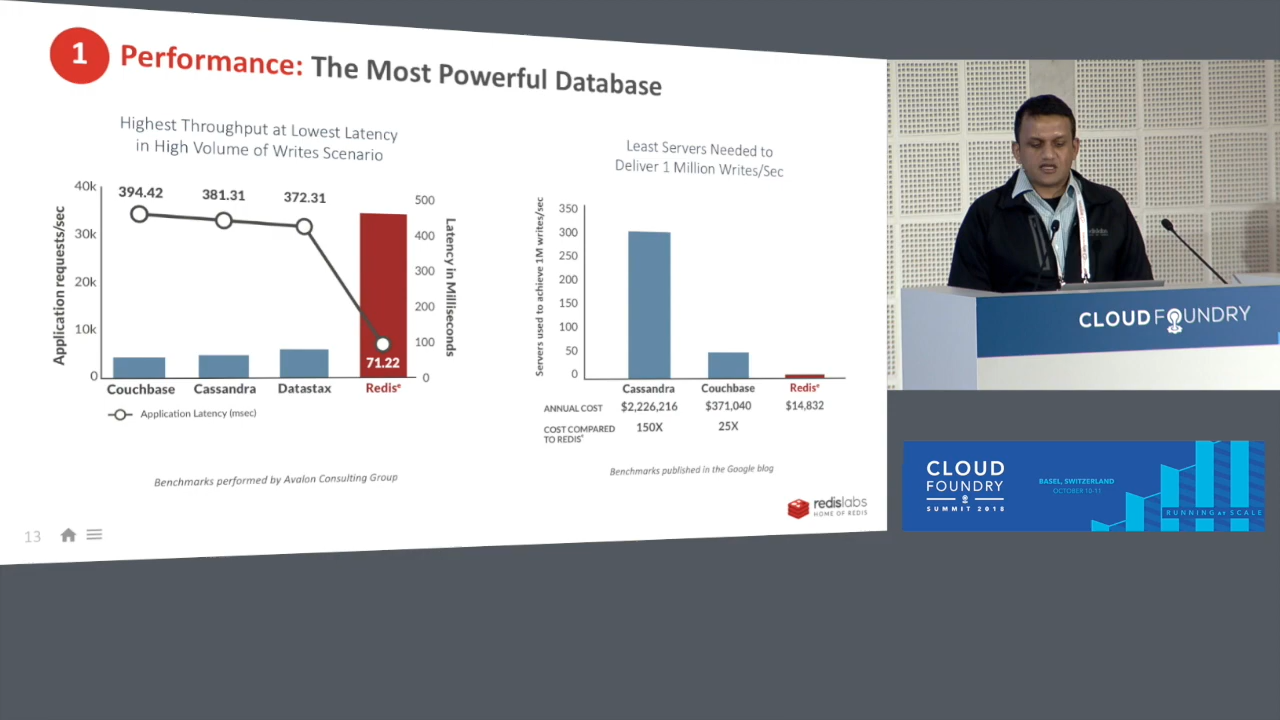 1
Performance: The Most Powerful Database
Highest Throughput at Lowest Latency
in High Volume of Writes Scenario
Application requests/sec
40k
30k
20k
10k
0
394.42
381.31
372.31
71.22
500
400
300
200
100
0
Latency in Milliseconds
Couchbase
Cassandra
Datastax
Redisᵉ
Application Latency (msec)
Benchmarks performed by Avalon Consulting Group
Least Servers Needed to
Deliver 1 Million Writes/Sec
Servers used to achieve 1M writes/sec
350
300
250
200
150
100
50
0
Cassandra
Couchbase
Redisᵉ
ANNUAL COST
$2,226,216
$371,040
$14,832
COST COMPARED
TO REDISᵉ
150X
25X
Benchmarks published in the Google blog
redislabs
HOME OF REDIS
13
CLOUD FOUNDRY
CLOUD
FOUNDRY
SUMMIT 2018
BASEL, SWITZERLAND
OCTOBER 10-11
RUNNING AT SCALE